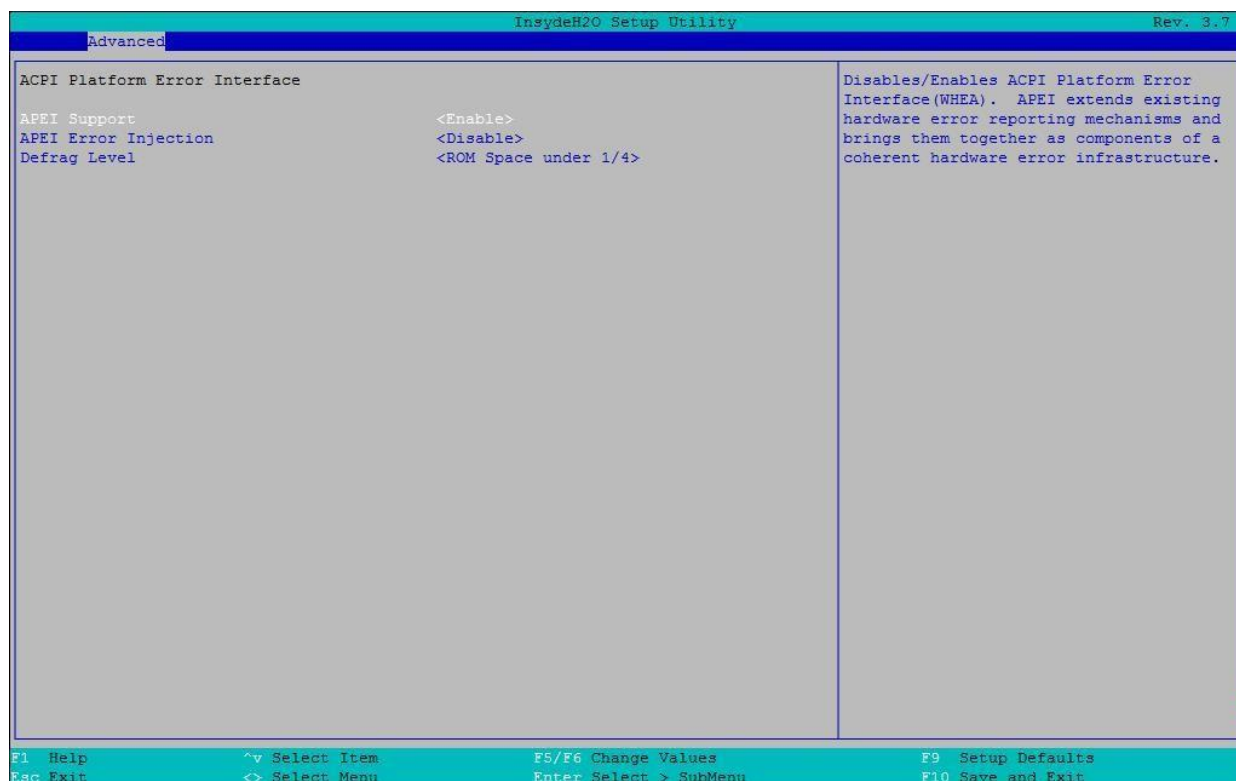 InsydeH2O Setup Utility Rev. 3.7
Advanced
ACPI Platform Error Interface
APEI Support <Enable>
APEI Error Injection <Disable>
Defrag Level <ROM Space under 1/4>
Disables/Enables ACPI Platform Error
Interface(WHEA). APEI extends existing
hardware error reporting mechanisms and
brings them together as components of a
coherent hardware error infrastructure.
F1 Help ^v Select Item F5/F6 Change Values F9 Setup Defaults
Esc Exit <> Select Menu Enter Select > SubMenu F10 Save and Exit